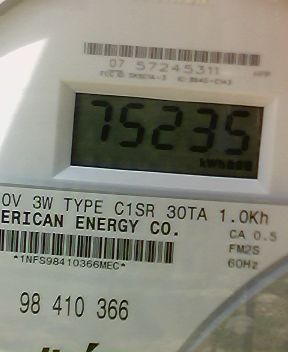 07 57245311
75235
kWh
0V 3W TYPE C1SR 30TA 1.0Kh
ERICAN ENERGY CO.
CA 0.5
FM2S
60Hz
*1NFS98410366MEC*
98 410 366